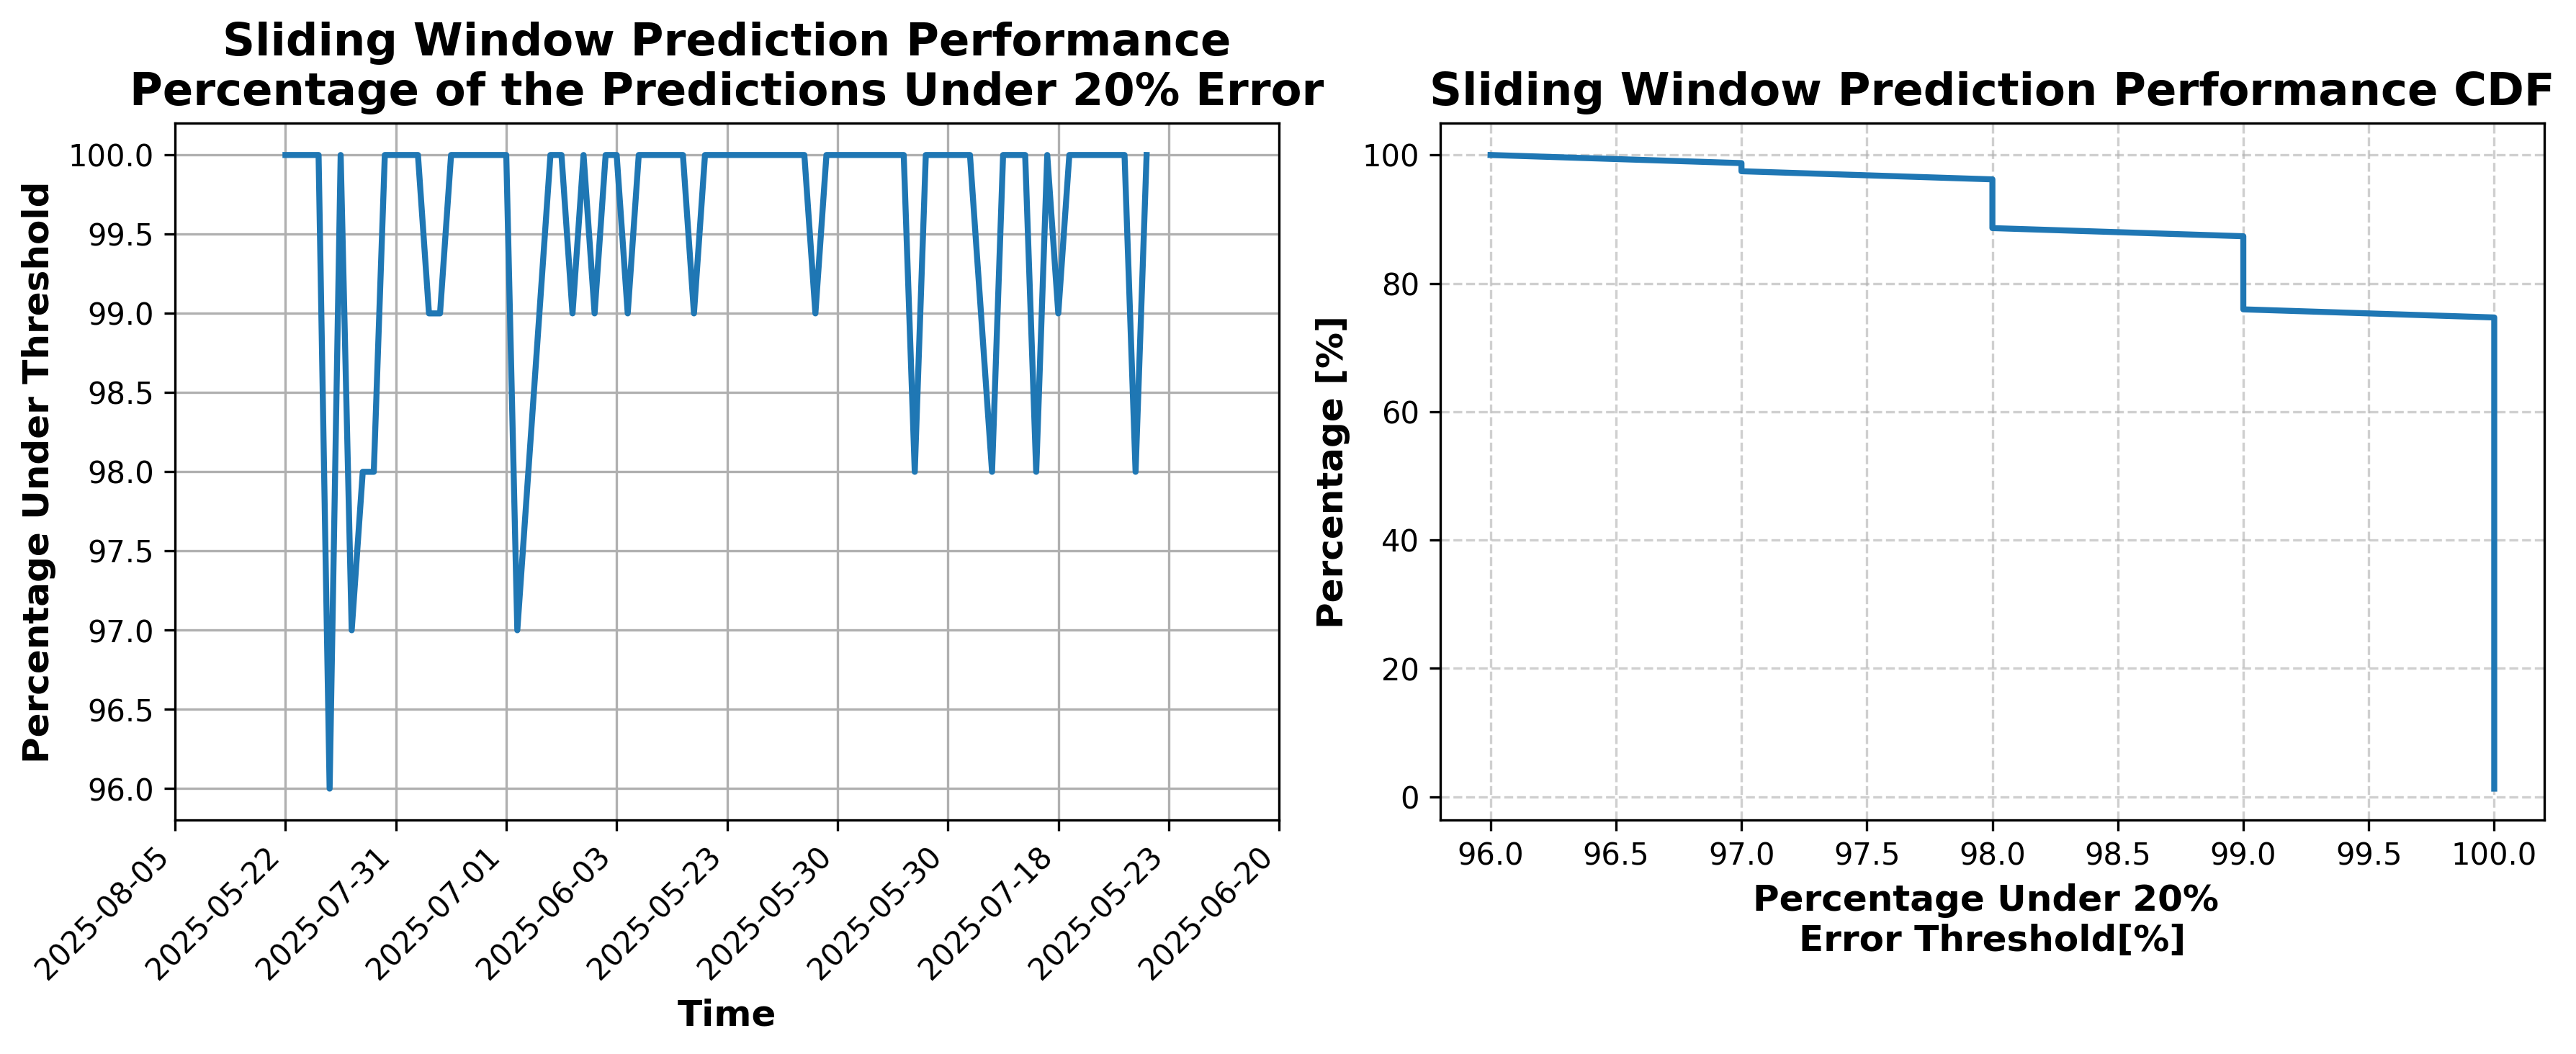 Sliding Window Prediction Performance
Percentage of the Predictions Under 20% Error
Percentage Under Threshold
100.0
99.5
99.0
98.5
98.0
97.5
97.0
96.5
96.0
2025-08-05
2025-05-22
2025-07-31
2025-07-01
2025-06-03
2025-05-23
2025-05-30
2025-05-30
2025-07-18
2025-05-23
2025-06-20
Time
Sliding Window Prediction Performance CDF
Percentage [%]
100
80
60
40
20
0
96.0 96.5 97.0 97.5 98.0 98.5 99.0 99.5 100.0
Percentage Under 20%
Error Threshold[%]